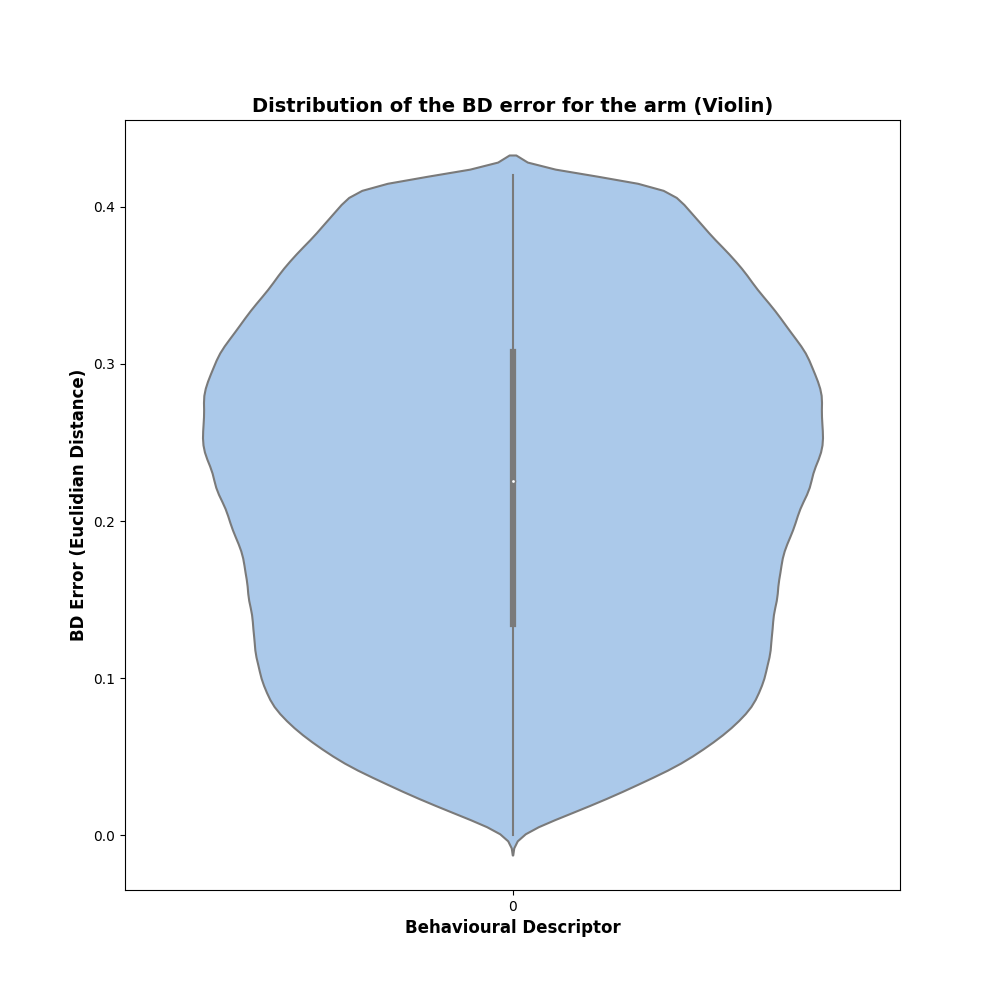 Distribution of the BD error for the arm (Violin)
BD Error (Euclidian Distance)
0.4
0.3
0.2
0.1
0.0
0
Behavioural Descriptor